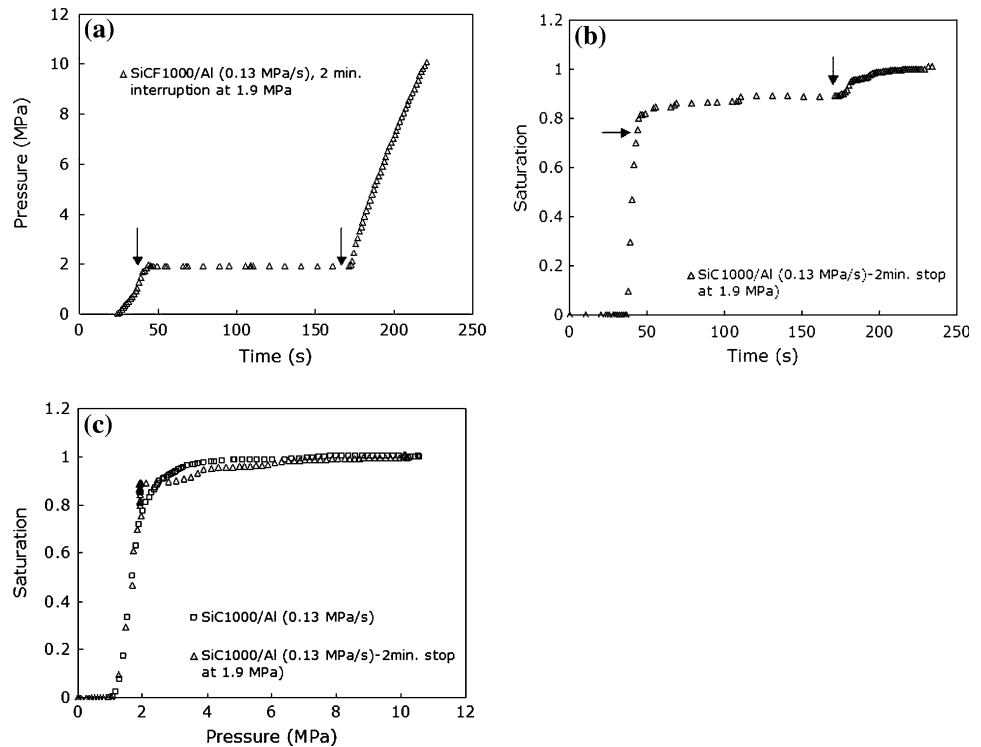 (a)
12
10
8
6
4
2
0
Pressure (MPa)
SiCF1000/Al (0.13 MPa/s), 2 min.
interruption at 1.9 MPa
0 50 100 150 200 250
Time (s)
(b)
1.2
1
0.8
0.6
0.4
0.2
0
Saturation
SiC1000/Al (0.13 MPa/s)-2min. stop
at 1.9 MPa)
0 50 100 150 200 250
Time (s)
(c)
1.2
1
0.8
0.6
0.4
0.2
0
Saturation
SiC1000/Al (0.13 MPa/s)
SiC1000/Al (0.13 MPa/s)-2min. stop
at 1.9 MPa)
0 2 4 6 8 10 12
Pressure (MPa)